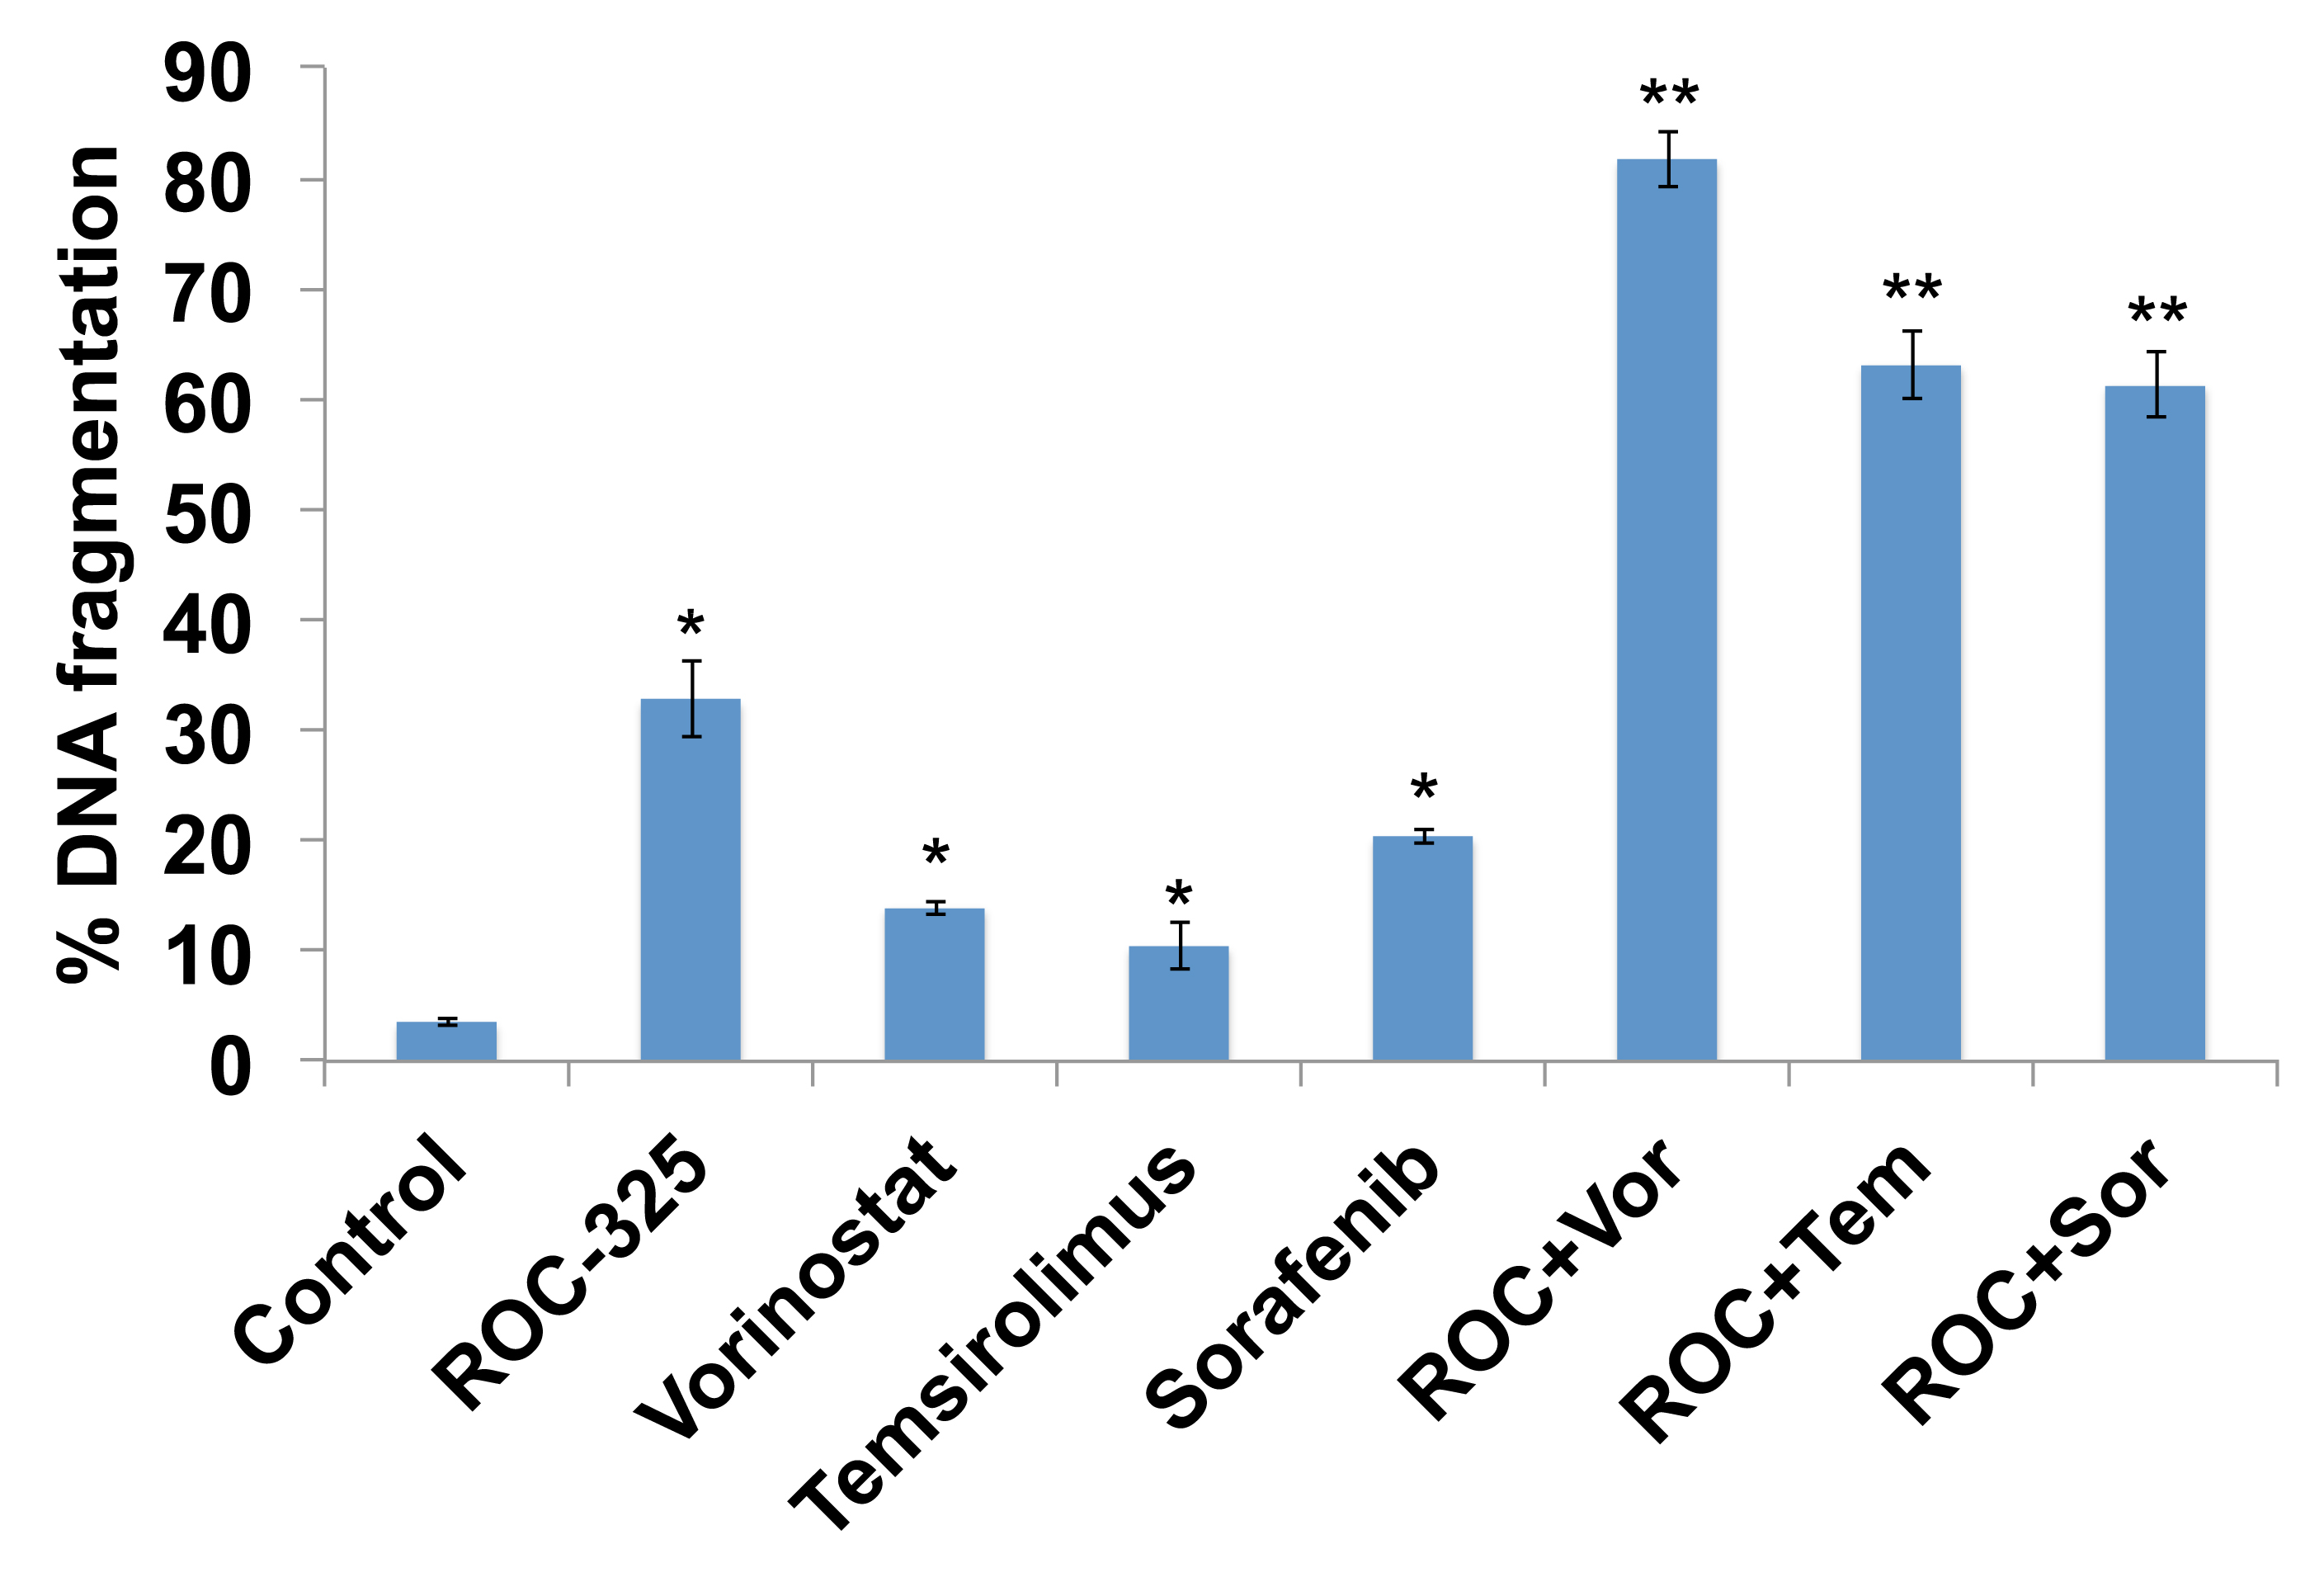 % DNA fragmentation
90
80
70
60
50
40
30
20
10
0
*
*
*
*
**
**
**
Control
ROC-325
Vorinostat
Temsirolimus
Sorafenib
ROC+Vor
ROC+Tem
ROC+Sor